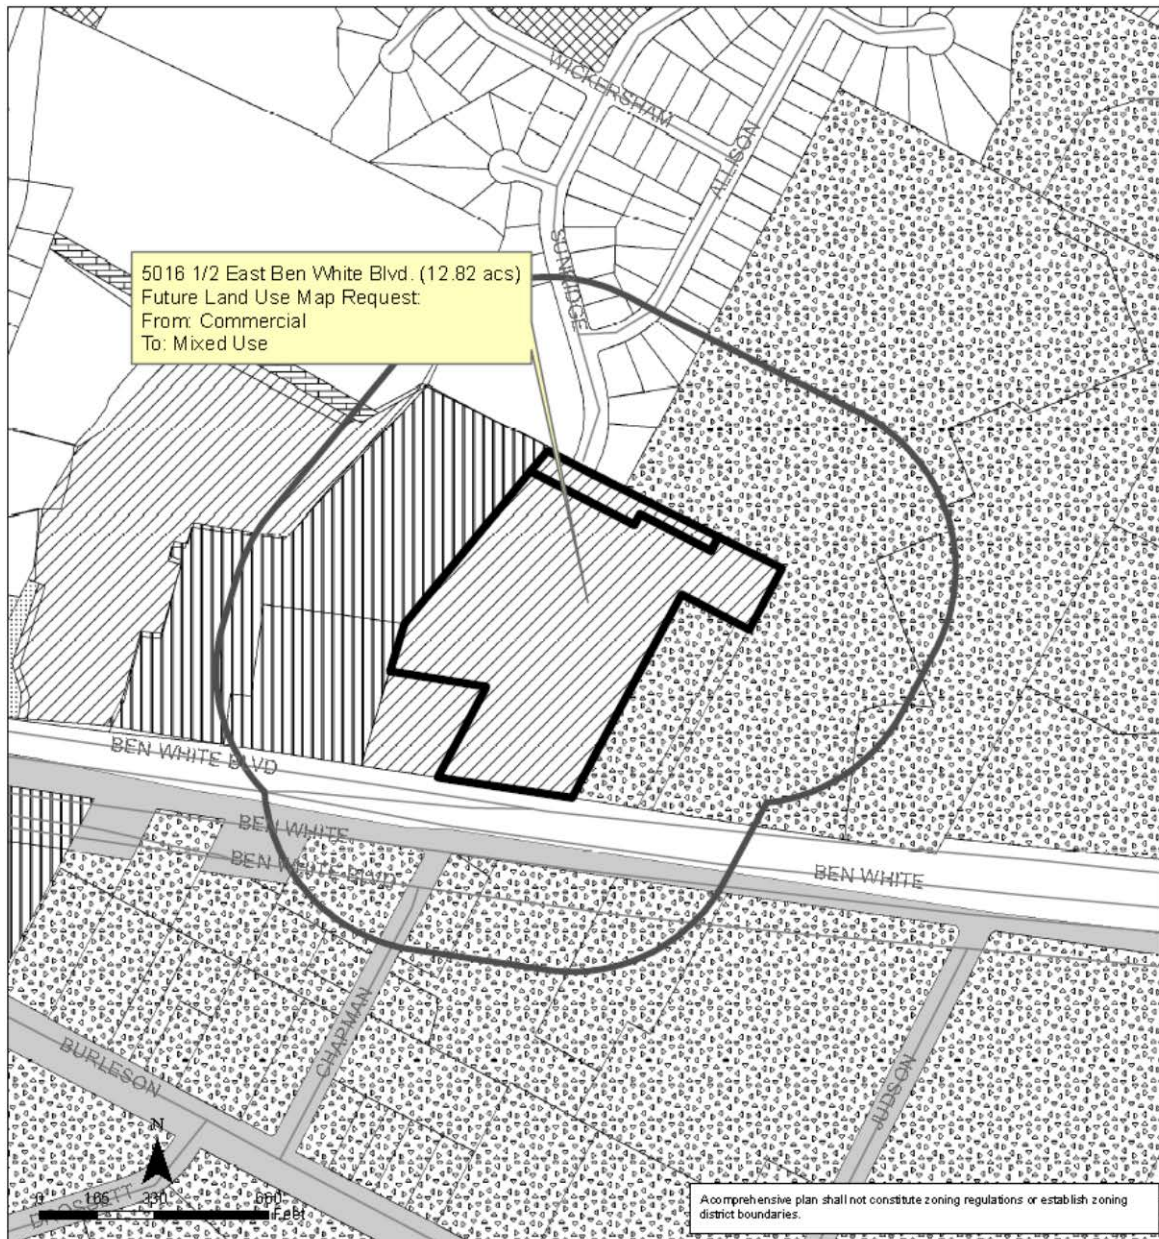 WICKERSHAM
ALLISON
SUNRIDGE
5016 1/2 East Ben White Blvd. (12.82 acs)
Future Land Use Map Request:
From: Commercial
To: Mixed Use
BEN WHITE BLVD
BEN WHITE
BEN WHITE BLVD
BEN WHITE
CHAPMAN
BURLESON
JUDSON
N
0 165 330 660
Feet
A comprehensive plan shall not constitute zoning regulations or establish zoning
district boundaries.